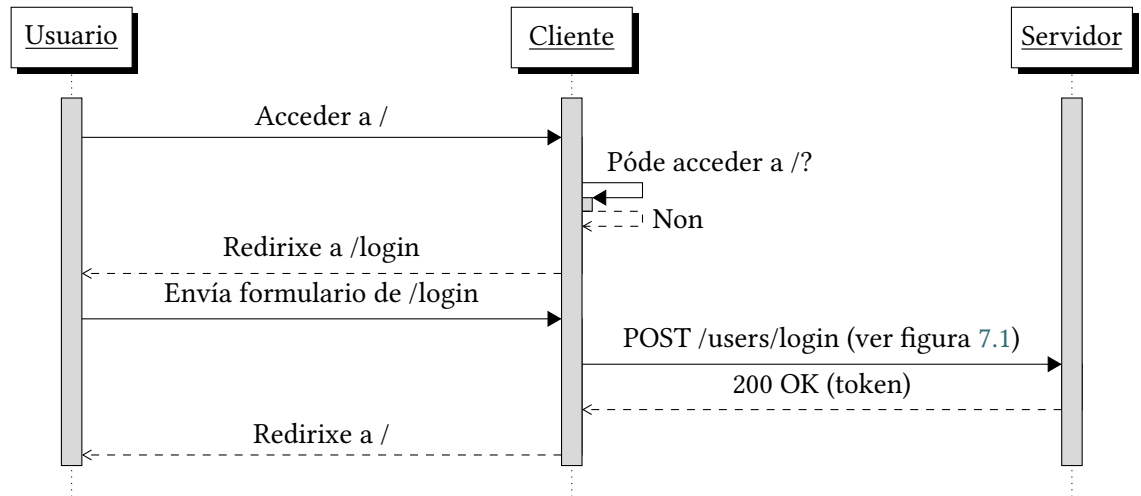 Usuario
Cliente
Servidor
Acceder a /
Póde acceder a /?
Non
Redirixe a /login
Envía formulario de /login
POST /users/login (ver figura 7.1)
200 OK (token)
Redirixe a /